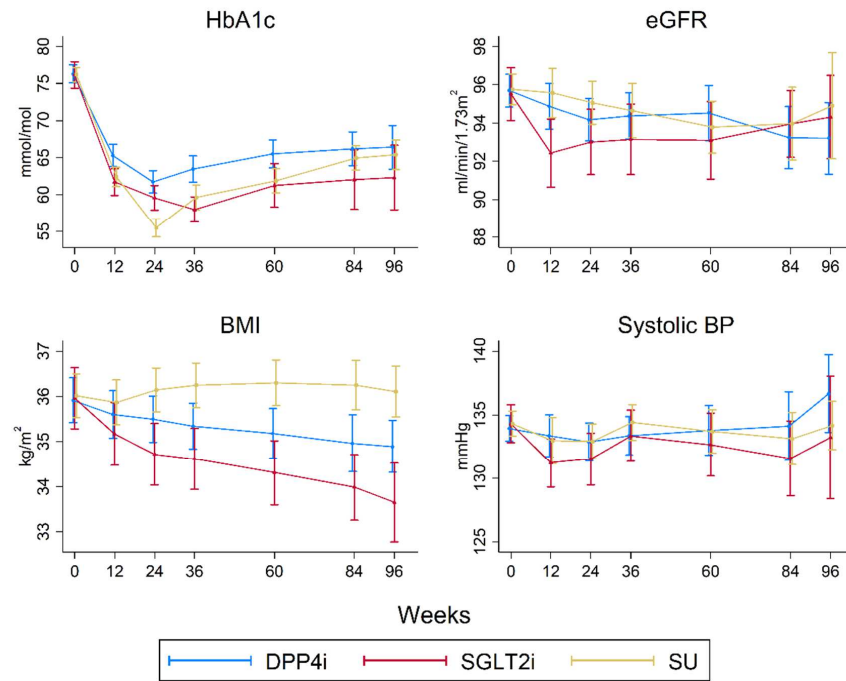 HbA1c
mmol/mol
80
75
70
65
60
55
0 12 24 36 60 84 96
eGFR
ml/min/1.73m²
98
96
94
92
90
88
0 12 24 36 60 84 96
BMI
kg/m²
37
36
35
34
33
0 12 24 36 60 84 96
Systolic BP
mmHg
140
135
130
125
0 12 24 36 60 84 96
Weeks
DPP4i SGLT2i SU